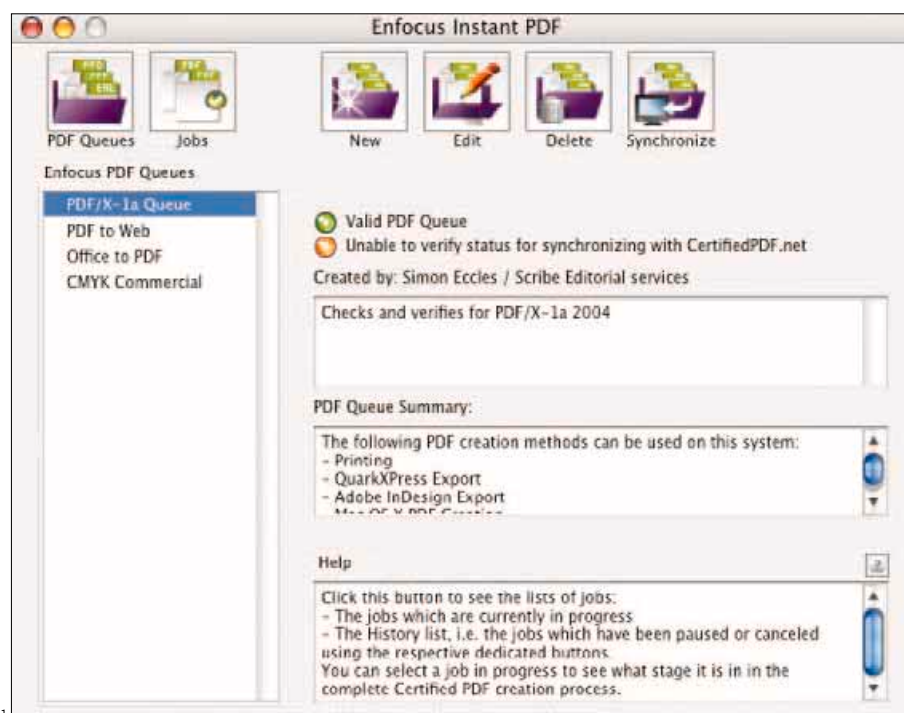 Enfocus Instant PDF
PDF Queues
Jobs
New
Edit
Delete
Synchronize
Enfocus PDF Queues
PDF/X-1a Queue
PDF to Web
Office to PDF
CMYK Commercial
Valid PDF Queue
Unable to verify status for synchronizing with CertifiedPDF.net
Created by: Simon Eccles / Scribe Editorial services
Checks and verifies for PDF/X-1a 2004
PDF Queue Summary:
The following PDF creation methods can be used on this system:
- Printing
- QuarkXPress Export
- Adobe InDesign Export
- Mac OS X PDF Creation
Help
Click this button to see the lists of jobs:
- The jobs which are currently in progress
- The History list, i.e. the jobs which have been paused or canceled
using the respective dedicated buttons.
You can select a job in progress to see what stage it is in in the
complete Certified PDF creation process.